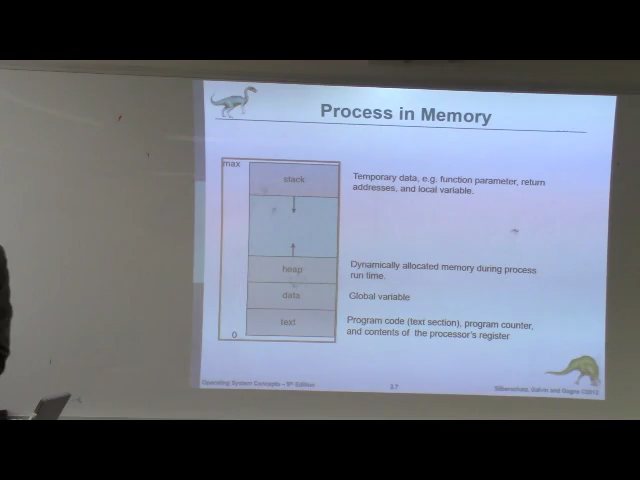 Process in Memory
max
stack
Temporary data, e.g. function parameter, return
addresses, and local variable.
heap
Dynamically allocated memory during process
run time.
data
Global variable
text
Program code (text section), program counter,
and contents of the processor's register
0
Operating System Concepts – 9th Edition
3.7
Silberschatz, Galvin and Gagne ©2013